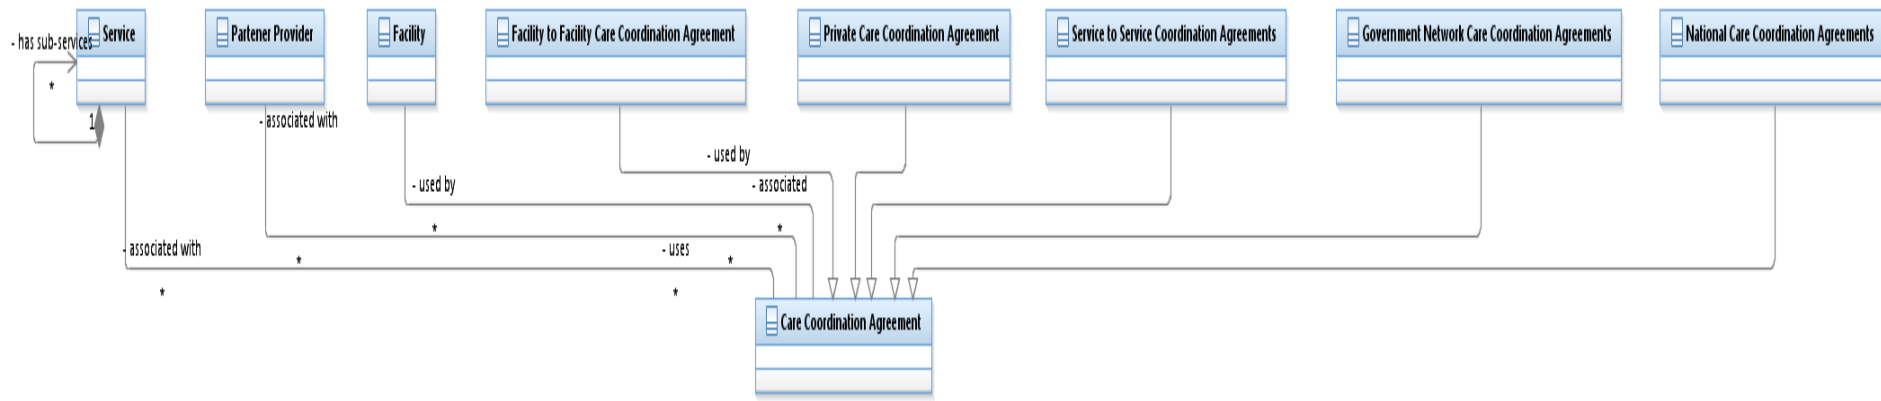 Service
Partener Provider
Facility
Facility to Facility Care Coordination Agreement
Private Care Coordination Agreement
Service to Service Coordination Agreements
Government Network Care Coordination Agreements
National Care Coordination Agreements
- has sub-services
*
1
- associated with
- used by
- used by
- associated
*
*
- associated with
- uses
*
*
*
*
Care Coordination Agreement